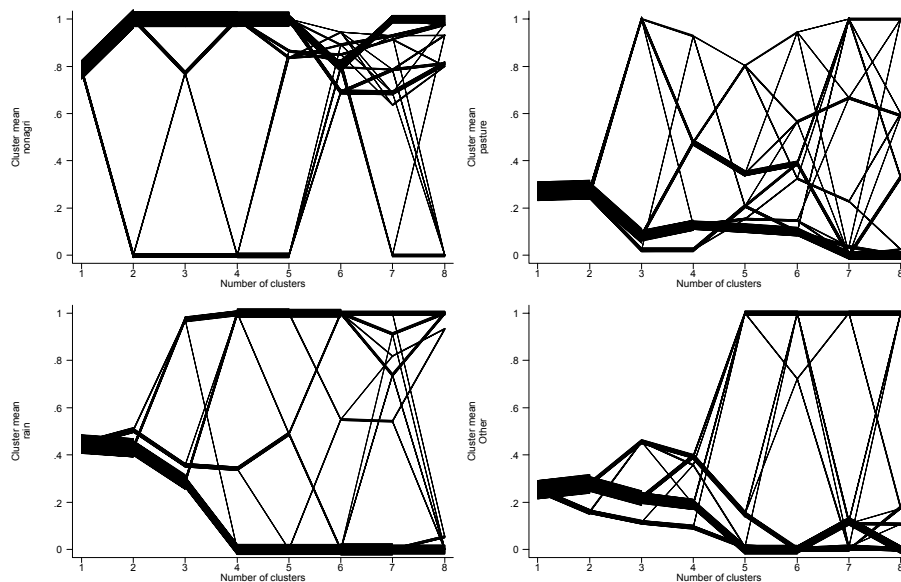 1
.8
.6
.4
.2
0
Cluster mean
nonagri
1 2 3 4 5 6 7 8
Number of clusters
1
.8
.6
.4
.2
0
Cluster mean
pasture
1 2 3 4 5 6 7 8
Number of clusters
1
.8
.6
.4
.2
0
Cluster mean
rain
1 2 3 4 5 6 7 8
Number of clusters
1
.8
.6
.4
.2
0
Cluster mean
Other
1 2 3 4 5 6 7 8
Number of clusters